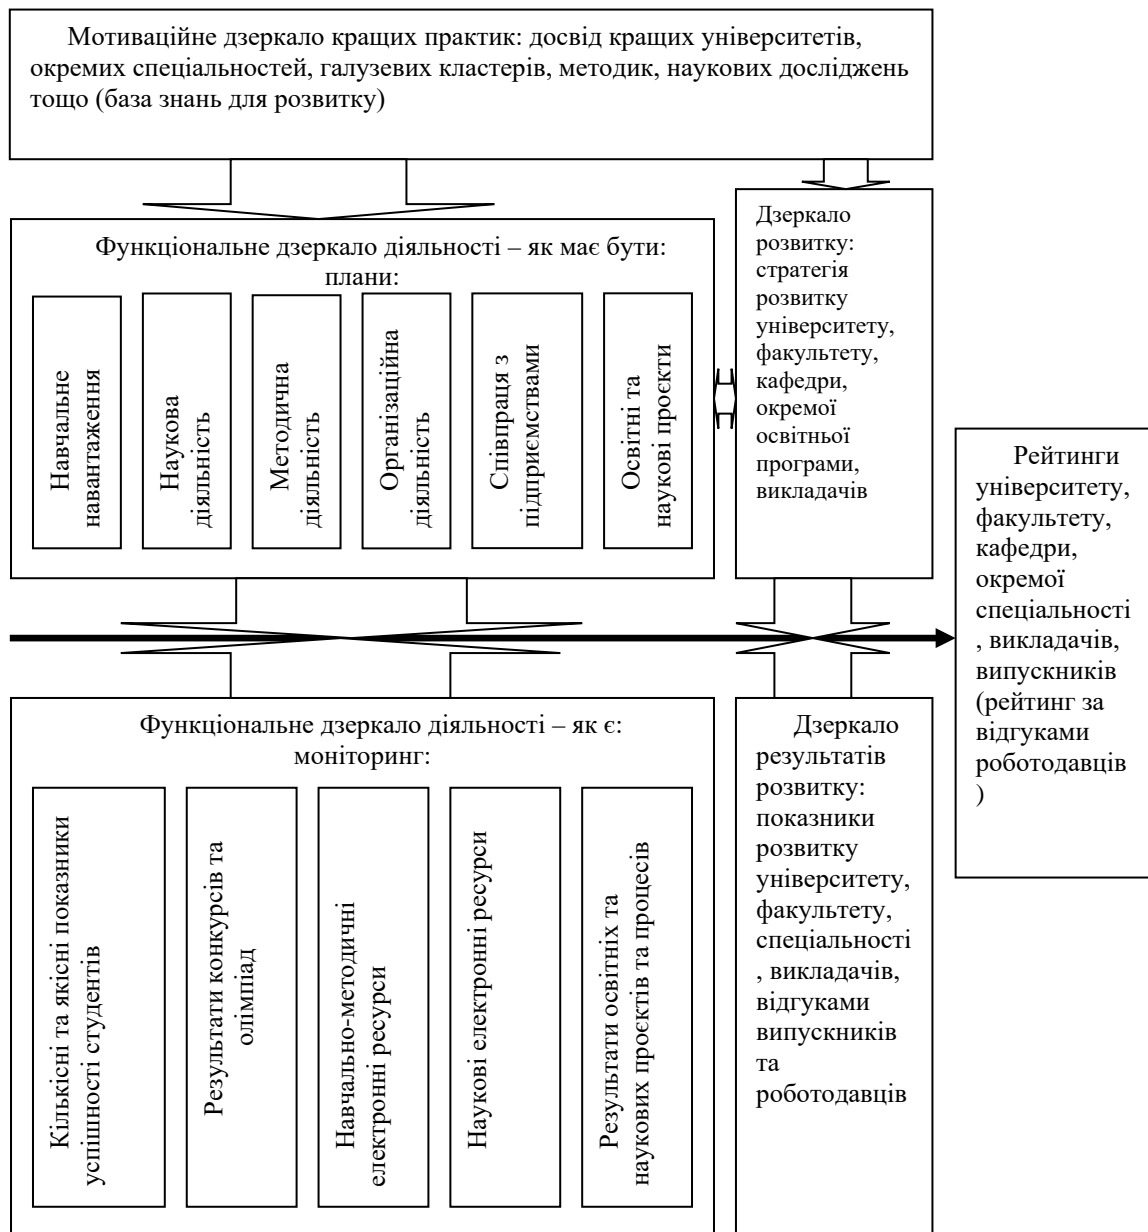 Мотиваційне дзеркало кращих практик: досвід кращих університетів,
окремих спеціальностей, галузевих кластерів, методик, наукових досліджень
тощо (база знань для розвитку)
Функціональне дзеркало діяльності – як має бути:
плани:
Навчальне
навантаження
Наукова
діяльність
Методична
діяльність
Організаційна
діяльність
Співпраця з
підприємствами
Освітні та
наукові проєкти
Дзеркало
розвитку:
стратегія
розвитку
університету,
факультету,
кафедри,
окремої
освітньої
програми,
викладачів
Рейтинги
університету,
факультету,
кафедри,
окремої
спеціальності
, викладачів,
випускників
(рейтинг за
відгуками
роботодавців
)
Функціональне дзеркало діяльності – як є:
моніторинг:
Кількісні та якісні показники
успішності студентів
Результати конкурсів та
олімпіад
Навчально-методичні
електронні ресурси
Наукові електронні ресурси
Результати освітніх та
наукових проєктів та процесів
Дзеркало
результатів
розвитку:
показники
розвитку
університету,
факультету,
спеціальності
, викладачів,
відгуками
випускників
та
роботодавців